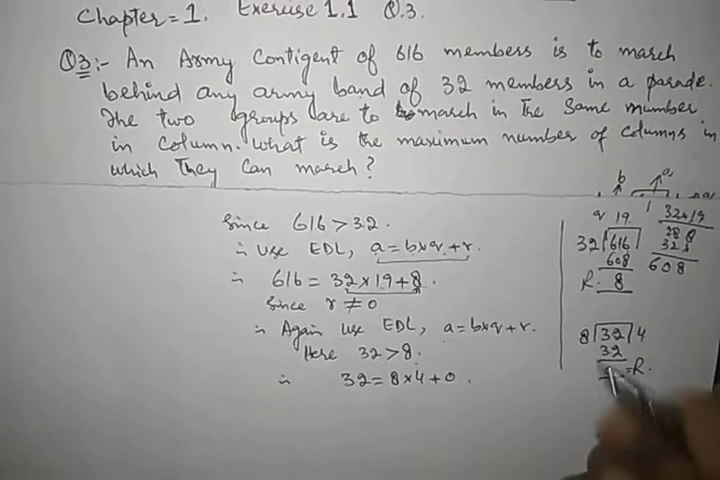 Chapter = 1. Exercise 1.1 Q.3.
Q3:- An Army Contigent of 616 members is to march
behind any army band of 32 members in a parade.
The two groups are to march in the same number
in column. what is the maximum number of columns in
which they can march?
Since 616 > 32.
∴ Use EDL, a = b×q+r.
∴ 616 = 32×19+8.
Since r ≠ 0
∴ Again use EDL, a = b×q+r.
Here 32 > 8.
∴ 32 = 8×4+0.
b a
q 19
32)616(
608
R. 8
32×19
288
32×
608
8)32(4
32
=R.